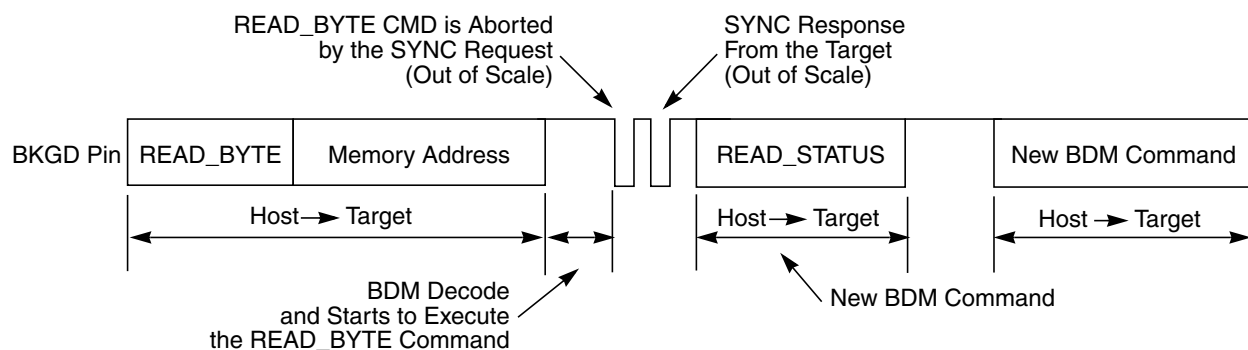 READ_BYTE CMD is Aborted
by the SYNC Request
(Out of Scale)
SYNC Response
From the Target
(Out of Scale)
BKGD Pin
READ_BYTE
Memory Address
READ_STATUS
New BDM Command
Host → Target
Host → Target
Host → Target
BDM Decode
and Starts to Execute
the READ_BYTE Command
New BDM Command